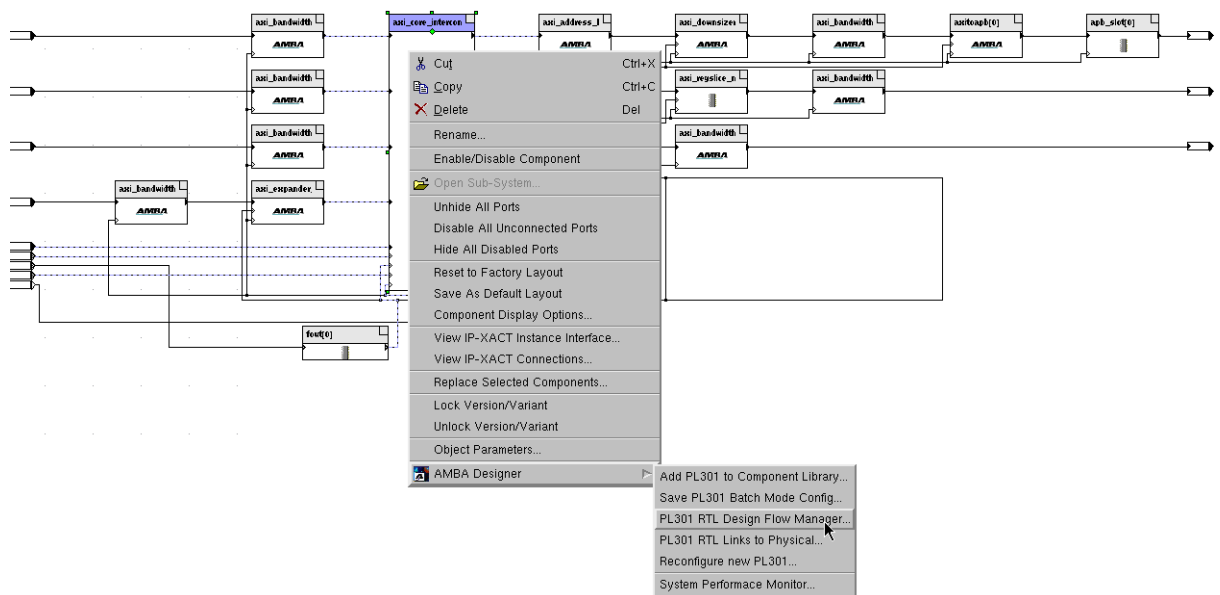 axi_bandwidth
axi_core_intercon
axi_address_l
axi_downsizer
axi_bandwidth
axitoapb[0]
apb_slot[0]
AMBA
AMBA
AMBA
AMBA
AMBA
axi_bandwidth
axi_regslice_n
axi_bandwidth
AMBA
AMBA
axi_bandwidth
axi_bandwidth
AMBA
AMBA
axi_bandwidth
axi_expander,
AMBA
AMBA
fout[0]
Cut Ctrl+X
Copy Ctrl+C
Delete Del
Rename...
Enable/Disable Component
Open Sub-System...
Unhide All Ports
Disable All Unconnected Ports
Hide All Disabled Ports
Reset to Factory Layout
Save As Default Layout
Component Display Options...
View IP-XACT Instance Interface...
View IP-XACT Connections...
Replace Selected Components...
Lock Version/Variant
Unlock Version/Variant
Object Parameters...
AMBA Designer
Add PL301 to Component Library...
Save PL301 Batch Mode Config...
PL301 RTL Design Flow Manager...
PL301 RTL Links to Physical...
Reconfigure new PL301...
System Performace Monitor...